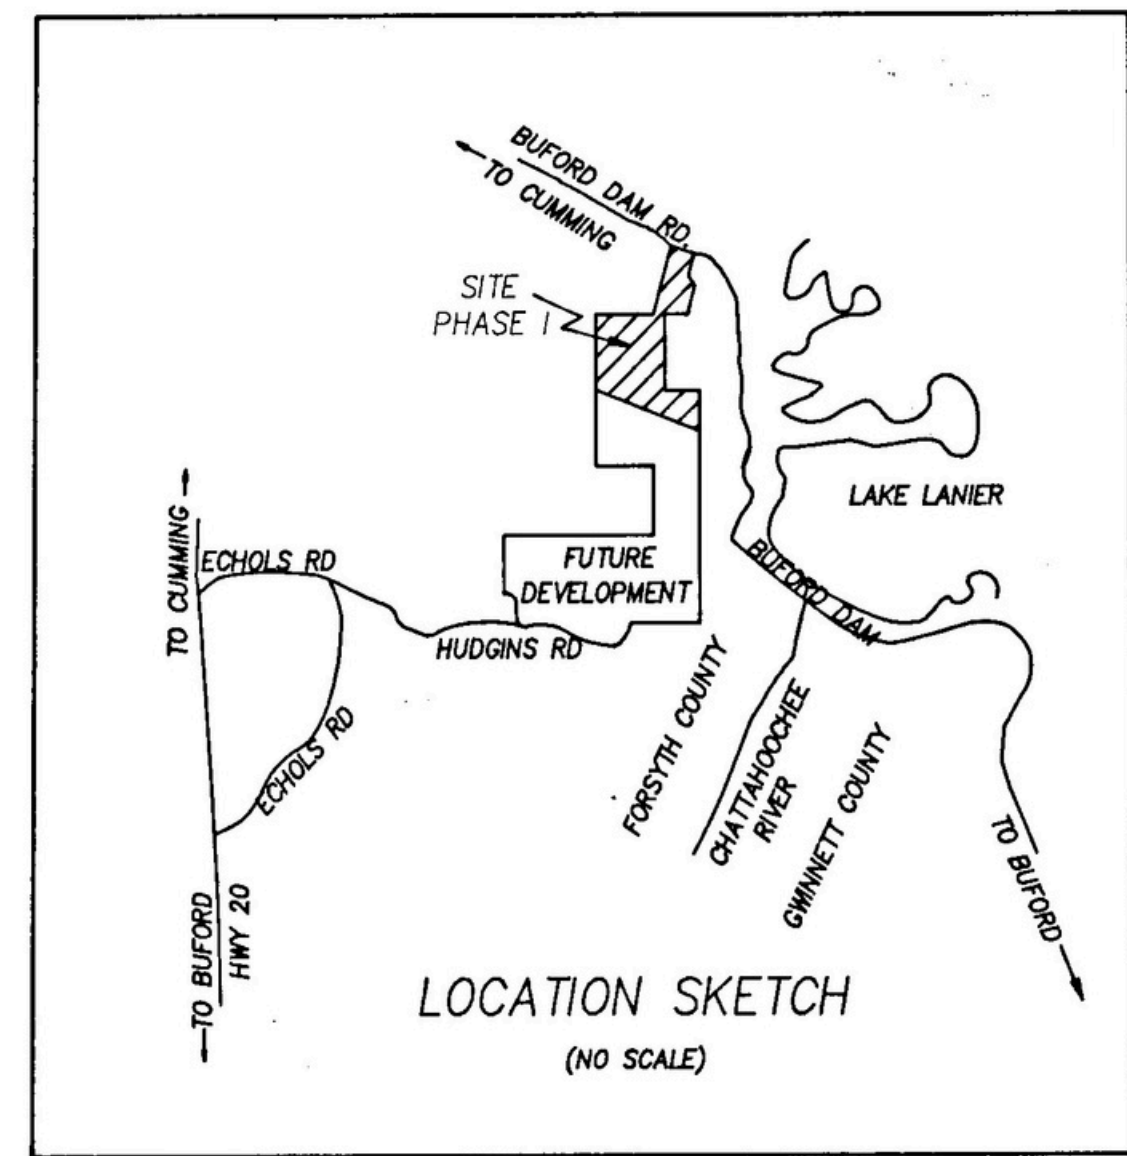 BUFORD DAM RD.
TO CUMMING
SITE
PHASE I
LAKE LANIER
TO CUMMING
ECHOLS RD
FUTURE
DEVELOPMENT
BUFORD DAM
HUDGINS RD
ECHOLS RD
FORSYTH COUNTY
CHATTAHOOCHEE
RIVER
GWINNETT COUNTY
TO BUFORD
TO BUFORD
HWY 20
LOCATION SKETCH
(NO SCALE)